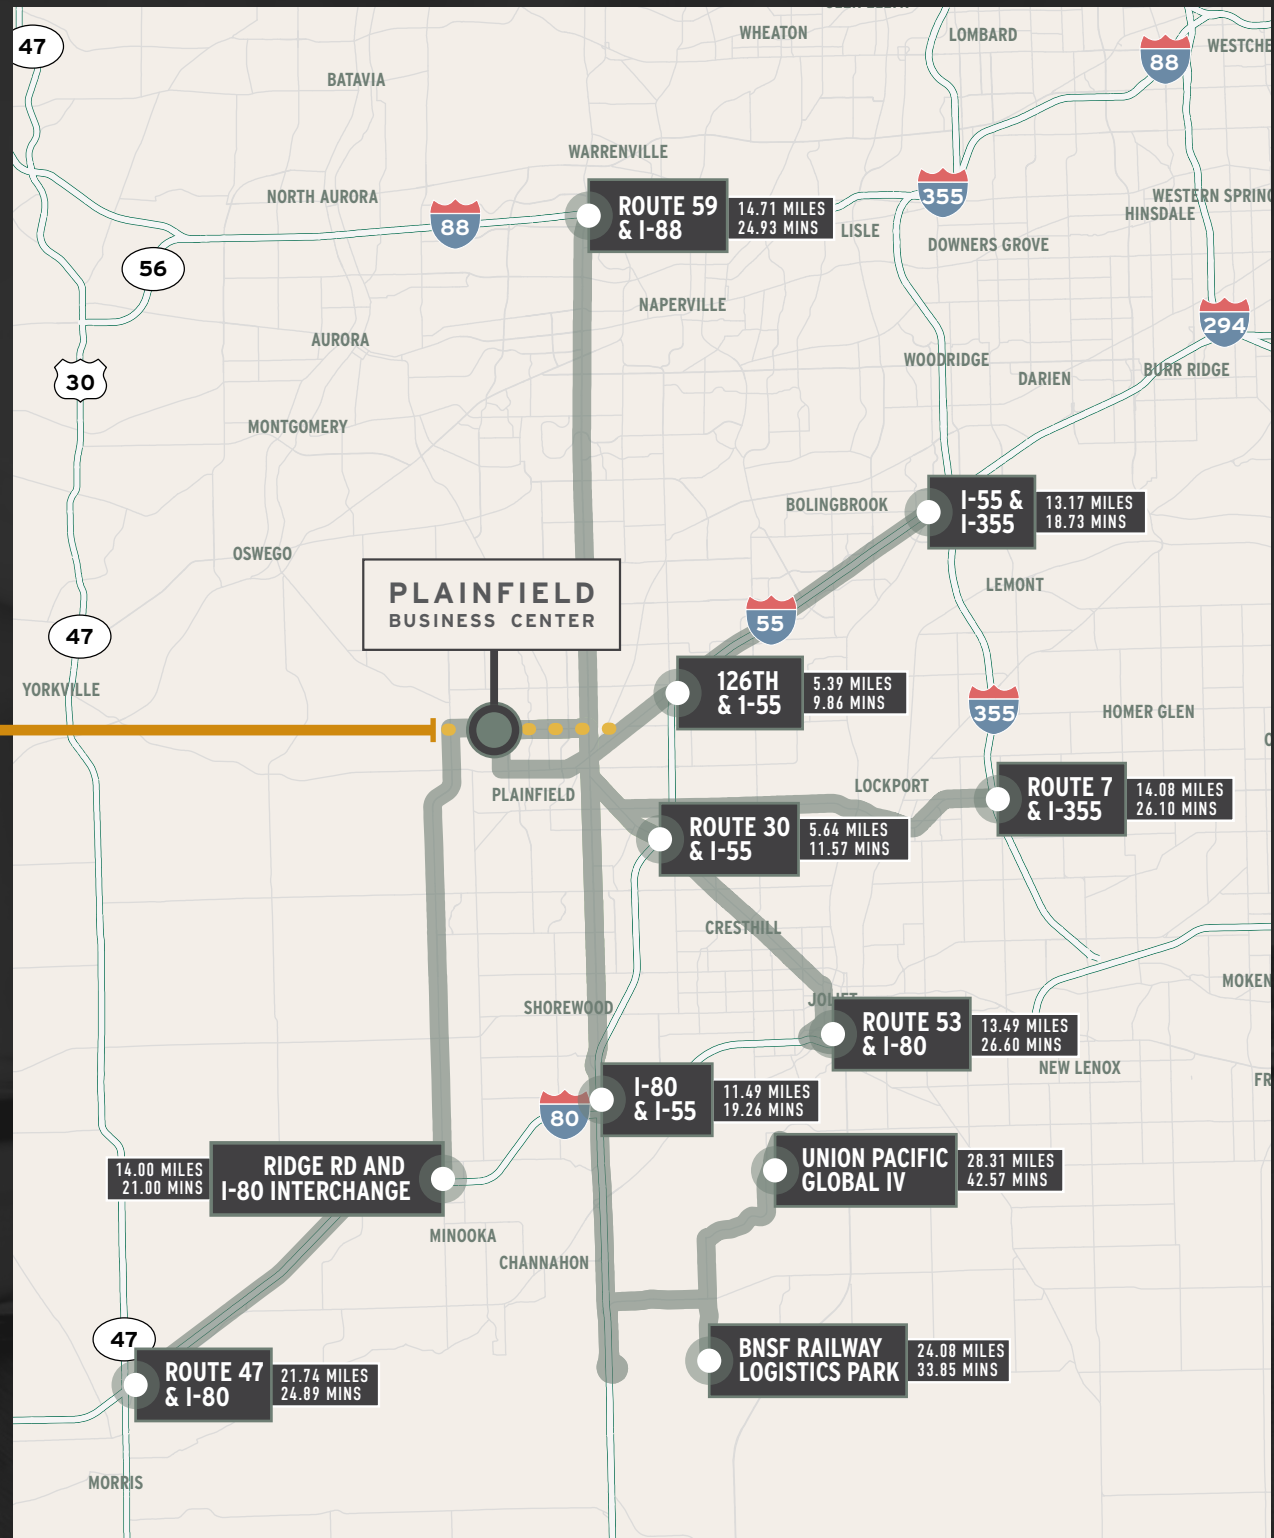 WHEATON
LOMBARD
47
88
WESTCHE
BATAVIA
WARRENVILLE
NORTH AURORA
88
ROUTE 59
& I-88
14.71 MILES
24.93 MINS
355
WESTERN SPRING
HINSDALE
LISLE
DOWNERS GROVE
56
NAPERVILLE
294
AURORA
WOODRIDGE
DARIEN
BURR RIDGE
30
MONTGOMERY
BOLINGBROOK
I-55 &
I-355
13.17 MILES
18.73 MINS
OSWEGO
LEMONT
PLAINFIELD
BUSINESS CENTER
55
47
YORKVILLE
126TH
& 1-55
5.39 MILES
9.86 MINS
355
HOMER GLEN
PLAINFIELD
LOCKPORT
ROUTE 7
& I-355
14.08 MILES
26.10 MINS
ROUTE 30
& I-55
5.64 MILES
11.57 MINS
CRESTHILL
MOKEN
SHOREWOOD
JOLIET
ROUTE 53
& I-80
13.49 MILES
26.60 MINS
NEW LENOX
FR
80
I-80
& I-55
11.49 MILES
19.26 MINS
14.00 MILES
21.00 MINS
RIDGE RD AND
I-80 INTERCHANGE
UNION PACIFIC
GLOBAL IV
28.31 MILES
42.57 MINS
MINOOKA
CHANNAHON
47
ROUTE 47
& I-80
21.74 MILES
24.89 MINS
BNSF RAILWAY
LOGISTICS PARK
24.08 MILES
33.85 MINS
MORRIS